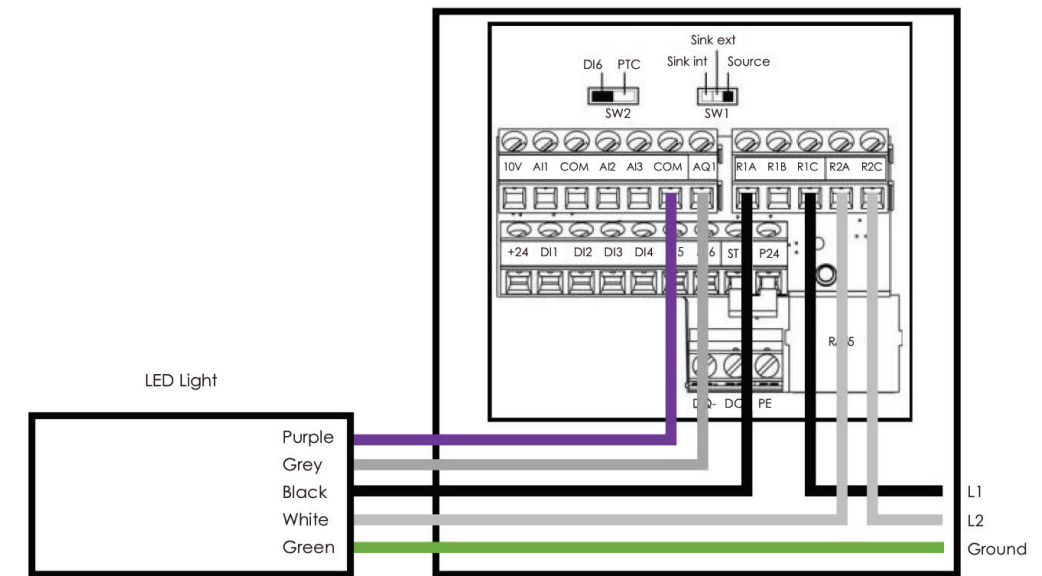 Sink ext
DI6 PTC Sink int Source
SW2 SW1
10V AI1 COM AI2 AI3 COM AQ1 R1A R1B R1C R2A R2C
+24 DI1 DI2 DI3 DI4 5 6 ST P24
PE
LED Light
Purple
Grey
Black
White
Green
L1
L2
Ground